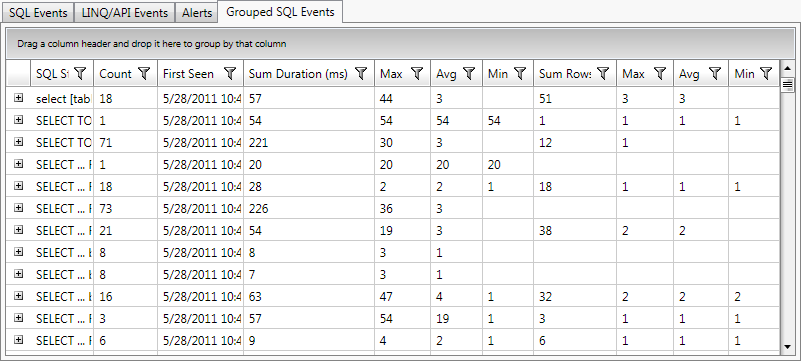 SQL Events LINQ/API Events Alerts Grouped SQL Events
Drag a column header and drop it here to group by that column
SQL St Count First Seen Sum Duration (ms) Max Avg Min Sum Rows Max Avg Min
select [tab 18 5/28/2011 10:4 57 44 3 51 3 3
SELECT TO 1 5/28/2011 10:4 54 54 54 54 1 1 1 1
SELECT TO 71 5/28/2011 10:4 221 30 3 12 1
SELECT ... F 1 5/28/2011 10:4 20 20 20 20
SELECT ... F 18 5/28/2011 10:4 28 2 2 1 18 1 1 1
SELECT ... F 73 5/28/2011 10:4 226 36 3
SELECT ... F 21 5/28/2011 10:4 54 19 3 38 2 2
SELECT ... b 8 5/28/2011 10:4 8 3 1
SELECT ... b 8 5/28/2011 10:4 7 3 1
SELECT ... b 16 5/28/2011 10:4 63 47 4 1 32 2 2 2
SELECT ... F 3 5/28/2011 10:4 57 54 19 1 3 1 1 1
SELECT ... F 6 5/28/2011 10:4 9 4 2 1 6 1 1 1